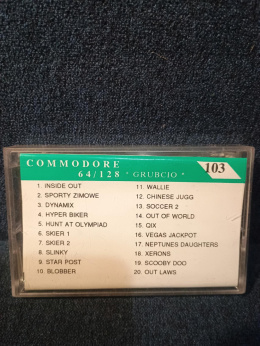 COMMODORE
64/128 * GRUBCIO *
103
1. INSIDE OUT
2. SPORTY ZIMOWE
3. DYNAMIX
4. HYPER BIKER
5. HUNT AT OLYMPIAD
6. SKIER 1
7. SKIER 2
8. SLINKY
9. STAR POST
10. BLOBBER
11. WALLIE
12. CHINESE JUGG
13. SOCCER 2
14. OUT OF WORLD
15. QIX
16. VEGAS JACKPOT
17. NEPTUNES DAUGHTERS
18. XERONS
19. SCOOBY DOO
20. OUT LAWS